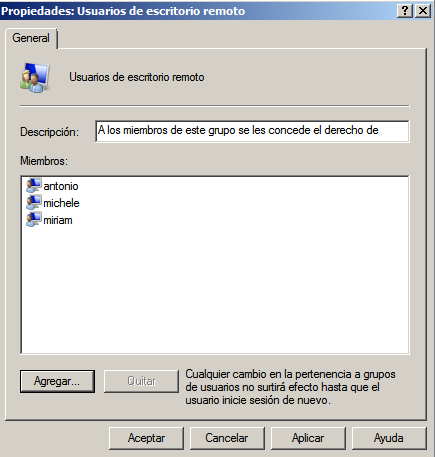 Propiedades: Usuarios de escritorio remoto
General
Usuarios de escritorio remoto
Descripción:
A los miembros de este grupo se les concede el derecho de
Miembros:
antonio
michele
miriam
Agregar...
Quitar
Cualquier cambio en la pertenencia a grupos
de usuarios no surtirá efecto hasta que el
usuario inicie sesión de nuevo.
Aceptar
Cancelar
Aplicar
Ayuda